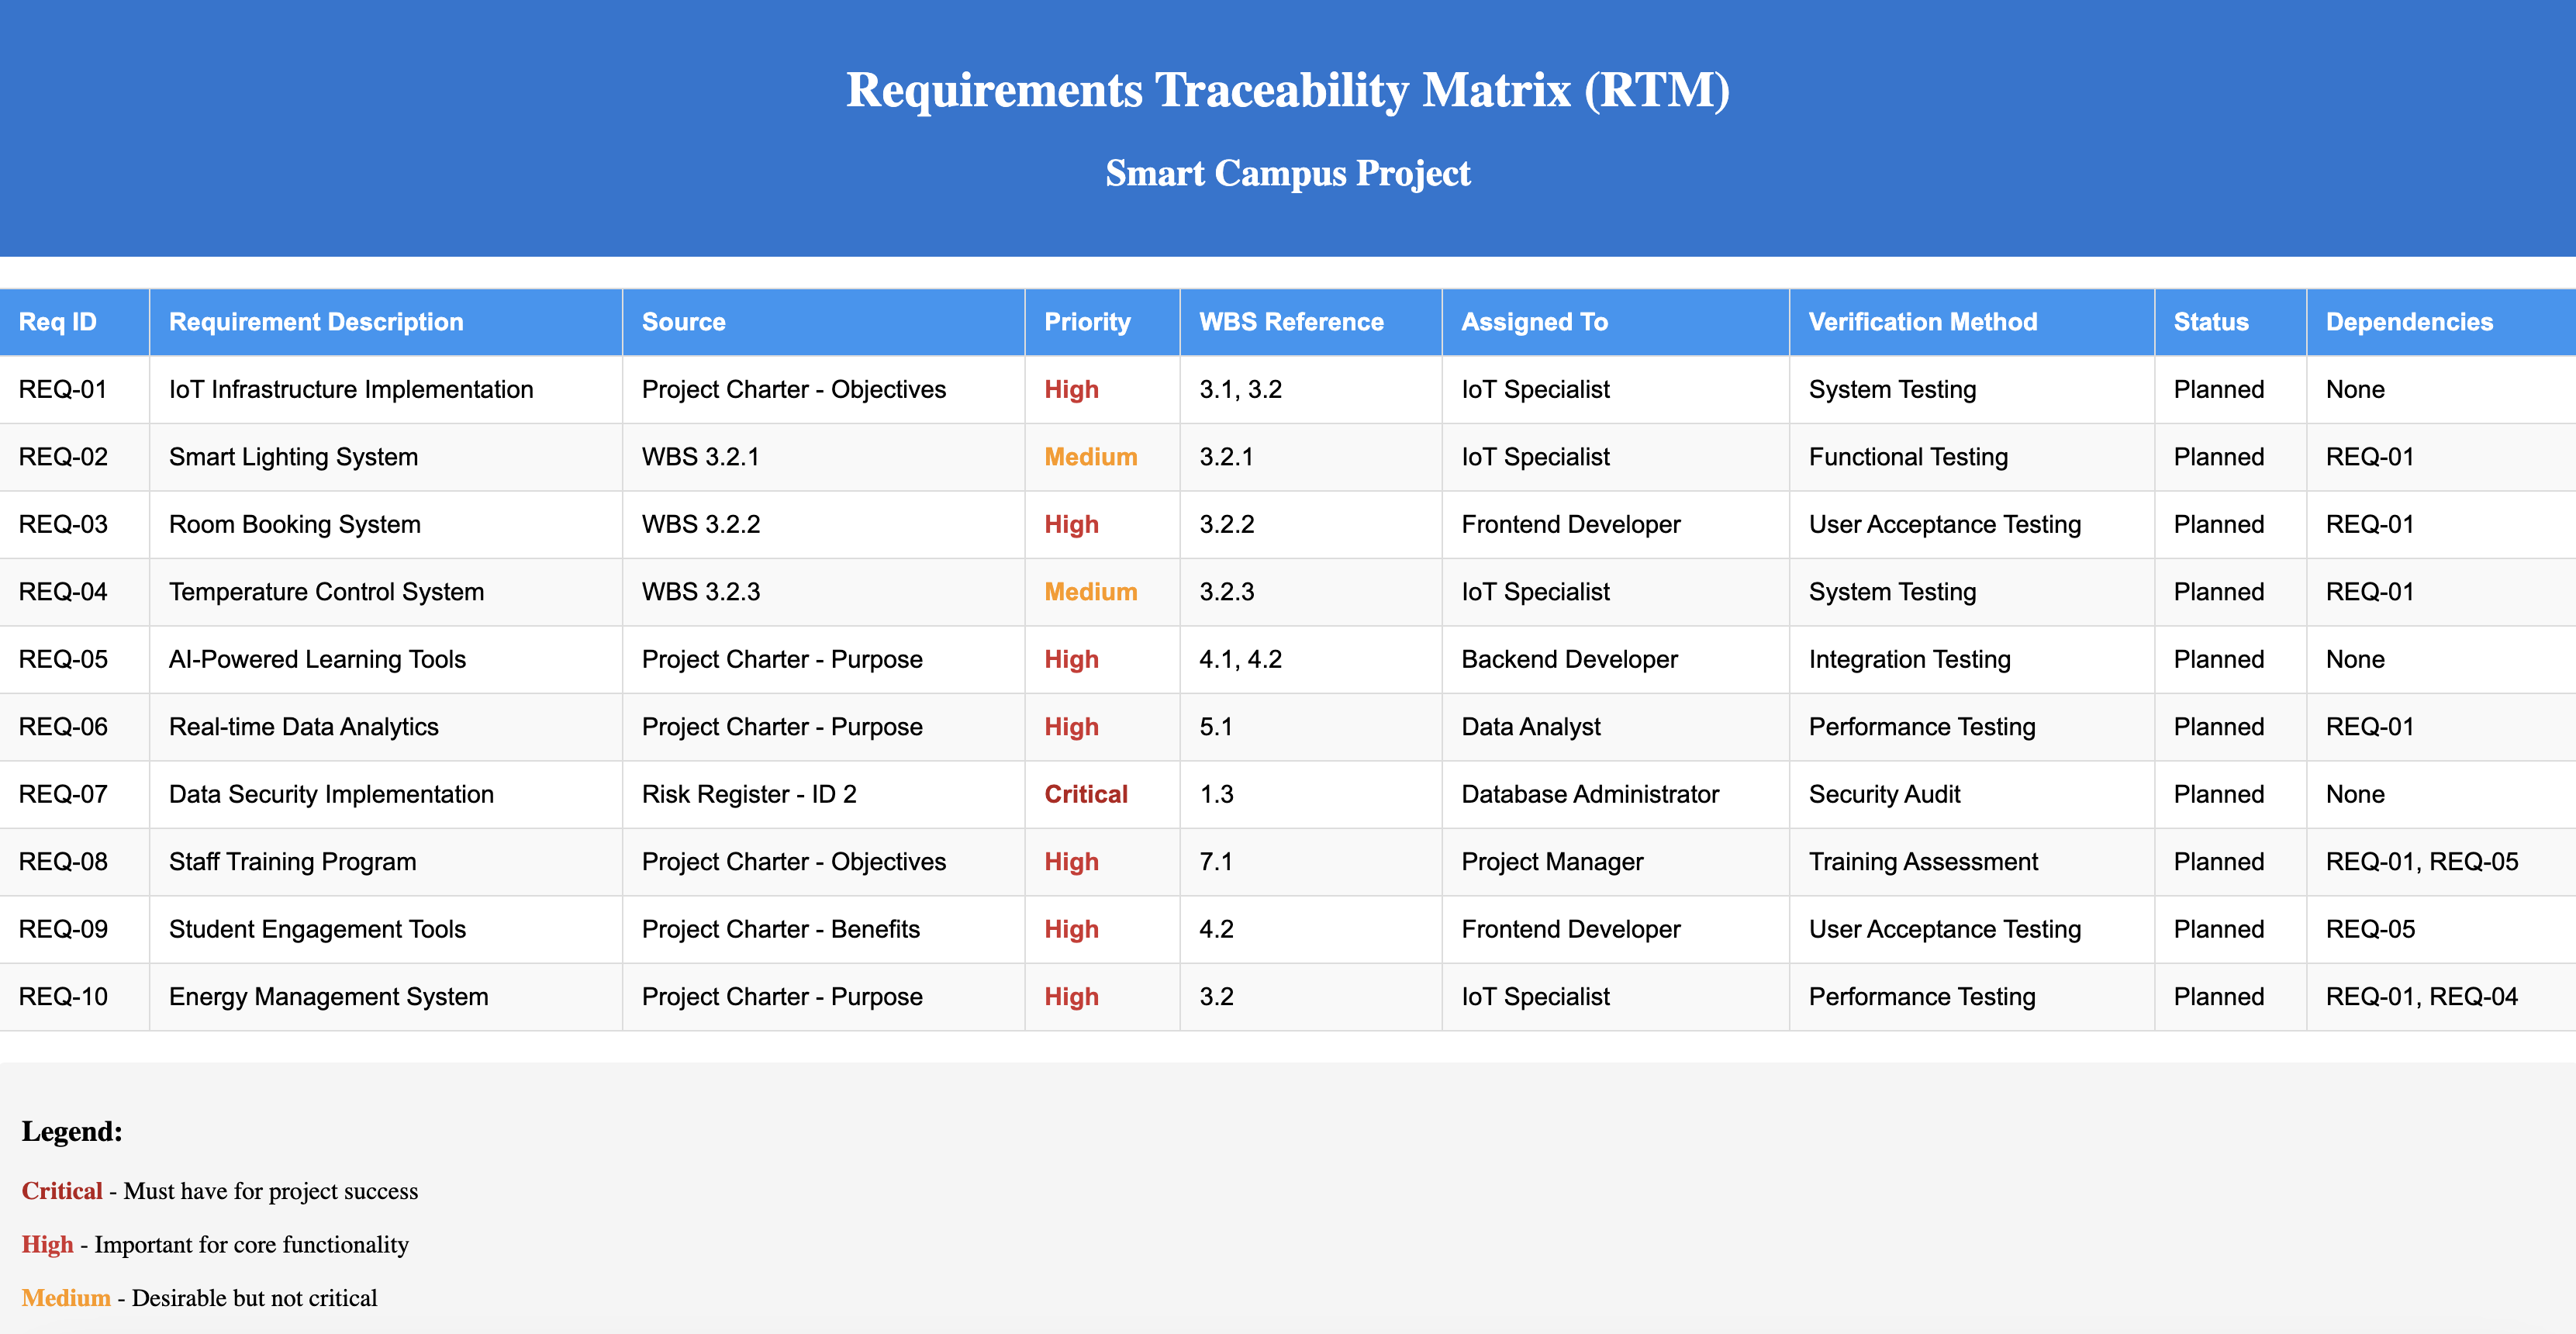 Requirements Traceability Matrix (RTM)
Smart Campus Project
Req ID Requirement Description Source Priority WBS Reference Assigned To Verification Method Status Dependencies
REQ-01 IoT Infrastructure Implementation Project Charter - Objectives High 3.1, 3.2 IoT Specialist System Testing Planned None
REQ-02 Smart Lighting System WBS 3.2.1 Medium 3.2.1 IoT Specialist Functional Testing Planned REQ-01
REQ-03 Room Booking System WBS 3.2.2 High 3.2.2 Frontend Developer User Acceptance Testing Planned REQ-01
REQ-04 Temperature Control System WBS 3.2.3 Medium 3.2.3 IoT Specialist System Testing Planned REQ-01
REQ-05 AI-Powered Learning Tools Project Charter - Purpose High 4.1, 4.2 Backend Developer Integration Testing Planned None
REQ-06 Real-time Data Analytics Project Charter - Purpose High 5.1 Data Analyst Performance Testing Planned REQ-01
REQ-07 Data Security Implementation Risk Register - ID 2 Critical 1.3 Database Administrator Security Audit Planned None
REQ-08 Staff Training Program Project Charter - Objectives High 7.1 Project Manager Training Assessment Planned REQ-01, REQ-05
REQ-09 Student Engagement Tools Project Charter - Benefits High 4.2 Frontend Developer User Acceptance Testing Planned REQ-05
REQ-10 Energy Management System Project Charter - Purpose High 3.2 IoT Specialist Performance Testing Planned REQ-01, REQ-04
Legend:
Critical - Must have for project success
High - Important for core functionality
Medium - Desirable but not critical